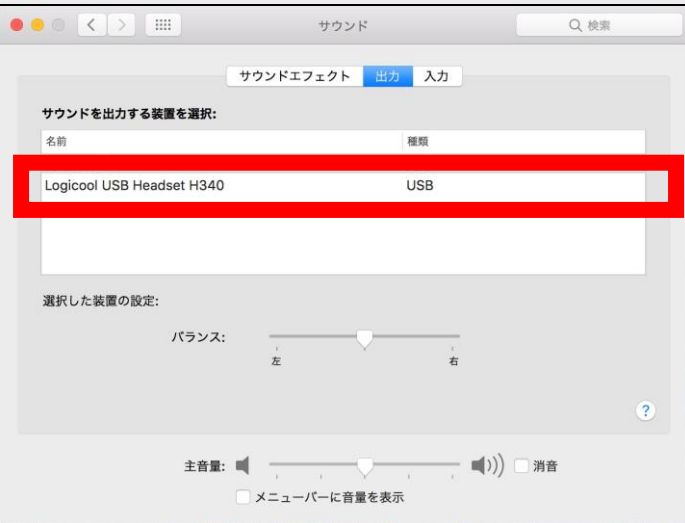 サウンド
検索
サウンドエフェクト 出力 入力
サウンドを出力する装置を選択:
名前 種類
Logicool USB Headset H340 USB
選択した装置の設定:
バランス:
左 右
?
主音量: 消音
メニューバーに音量を表示